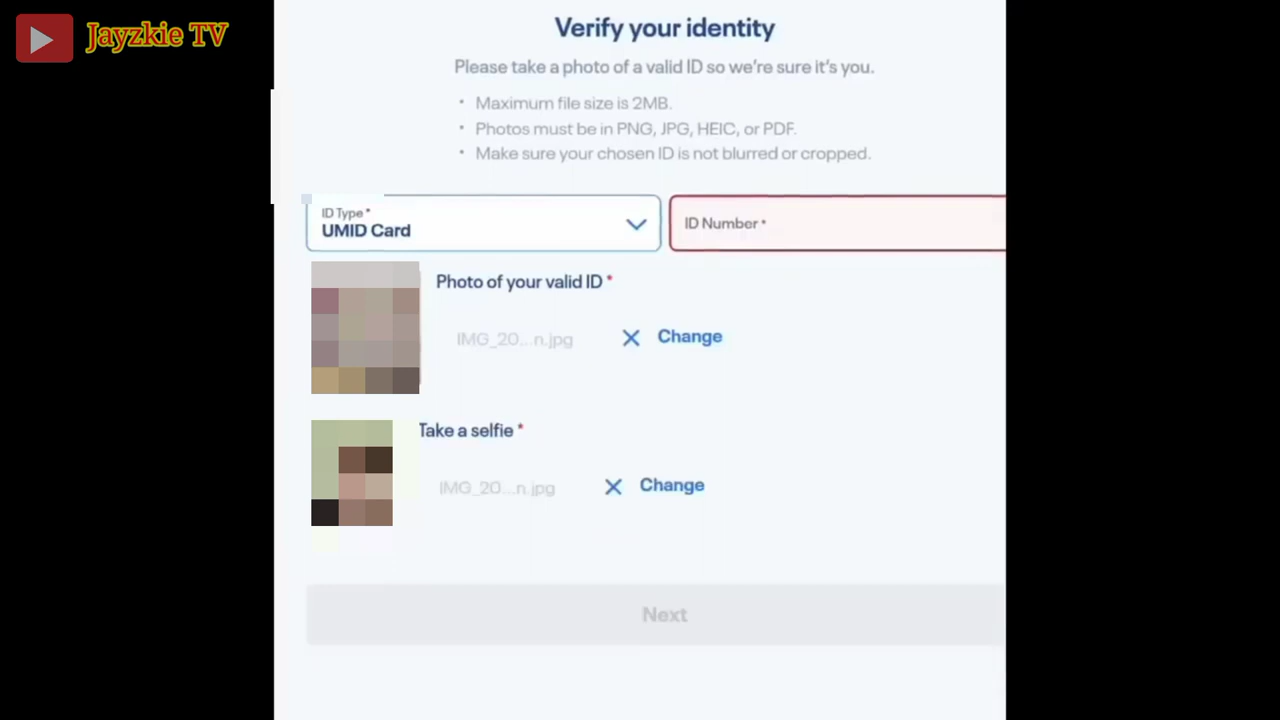 Jayzkie TV
Verify your identity
Please take a photo of a valid ID so we're sure it's you.
• Maximum file size is 2MB.
• Photos must be in PNG, JPG, HEIC, or PDF.
• Make sure your chosen ID is not blurred or cropped.
ID Type *
UMID Card
ID Number *
Photo of your valid ID *
IMG_20...n.jpg
Change
Take a selfie *
IMG_20...n.jpg
Change
Next